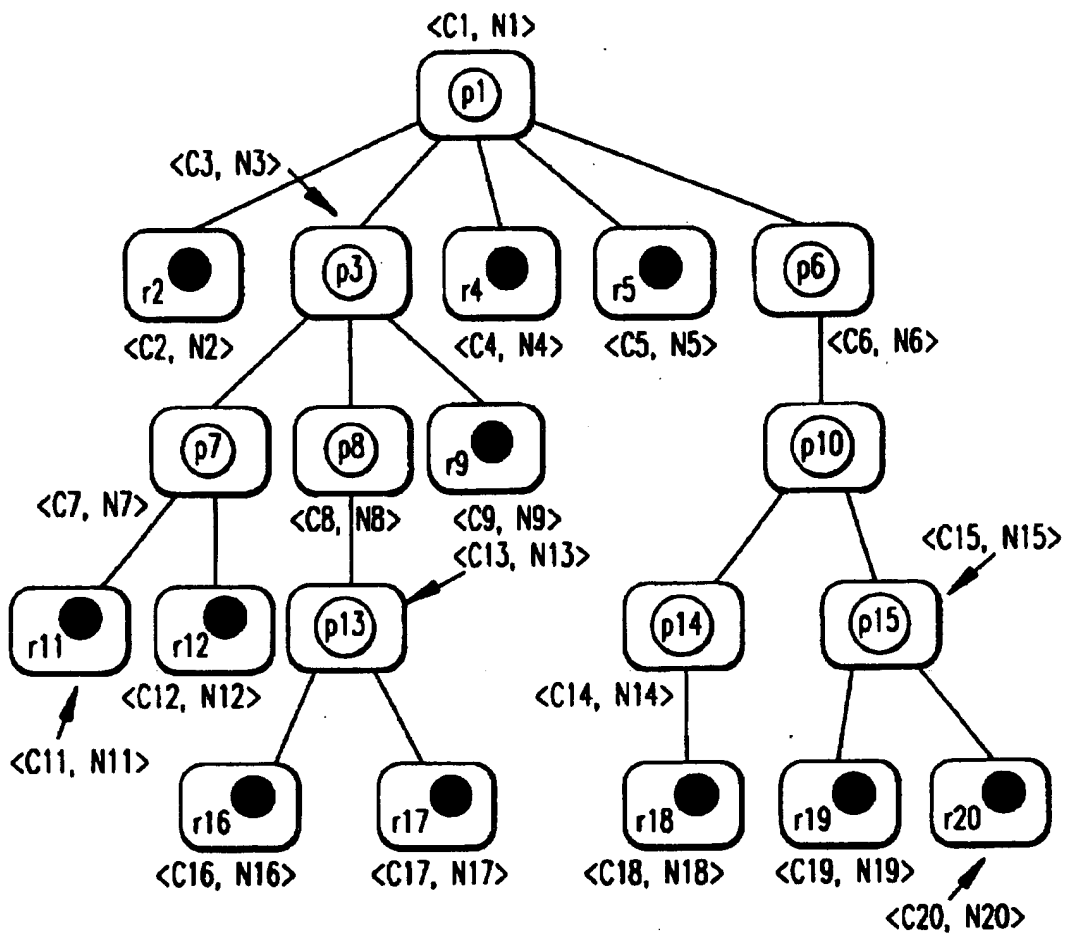 <C1, N1>
p1
<C3, N3>
r2
p3
r4
r5
p6
<C2, N2>
<C4, N4>
<C5, N5>
<C6, N6>
p7
p8
r9
p10
<C7, N7>
<C8, N8>
<C9, N9>
<C13, N13>
<C15, N15>
r11
r12
p13
p14
p15
<C12, N12>
<C14, N14>
<C11, N11>
r16
r17
r18
r19
r20
<C16, N16>
<C17, N17>
<C18, N18>
<C19, N19>
<C20, N20>